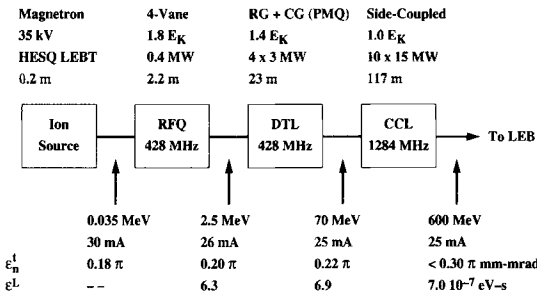 Magnetron 4-Vane RG + CG (PMQ) Side-Coupled
35 kV 1.8 E_K 1.4 E_K 1.0 E_K
HESQ LEBT 0.4 MW 4 x 3 MW 10 x 15 MW
0.2 m 2.2 m 23 m 117 m
Ion RFQ DTL CCL
Source 428 MHz 428 MHz 1284 MHz
To LEB
0.035 MeV 2.5 MeV 70 MeV 600 MeV
30 mA 26 mA 25 mA 25 mA
ε_n^t 0.18 π 0.20 π 0.22 π < 0.30 π mm-mrad
ε^L -- 6.3 6.9 7.0 10⁻⁷ eV–s